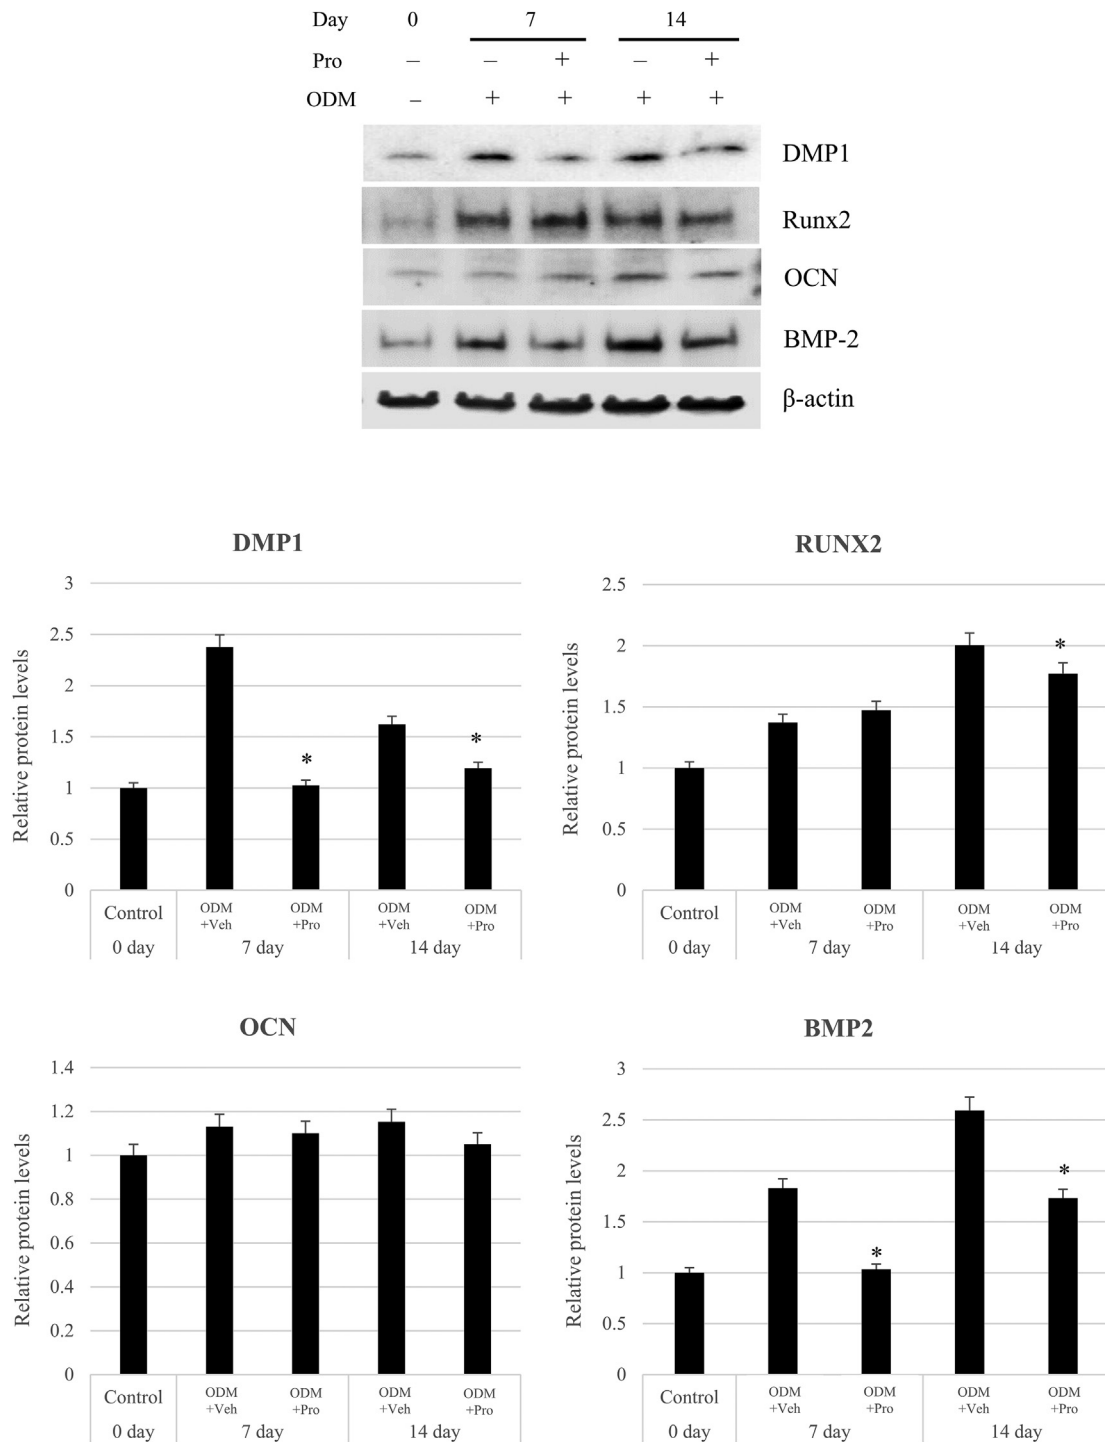 Day 0 7 14
Pro – – + – +
ODM – + + + +
DMP1
Runx2
OCN
BMP-2
β-actin
DMP1
3
2.5
2
1.5
1
0.5
0
Relative protein levels
*
*
Control ODM ODM ODM ODM
+Veh +Pro +Veh +Pro
0 day 7 day 14 day
RUNX2
2.5
2
1.5
1
0.5
0
Relative protein levels
*
Control ODM ODM ODM ODM
+Veh +Pro +Veh +Pro
0 day 7 day 14 day
OCN
1.4
1.2
1
0.8
0.6
0.4
0.2
0
Relative protein levels
Control ODM ODM ODM ODM
+Veh +Pro +Veh +Pro
0 day 7 day 14 day
BMP2
3
2.5
2
1.5
1
0.5
0
Relative protein levels
*
*
Control ODM ODM ODM ODM
+Veh +Pro +Veh +Pro
0 day 7 day 14 day